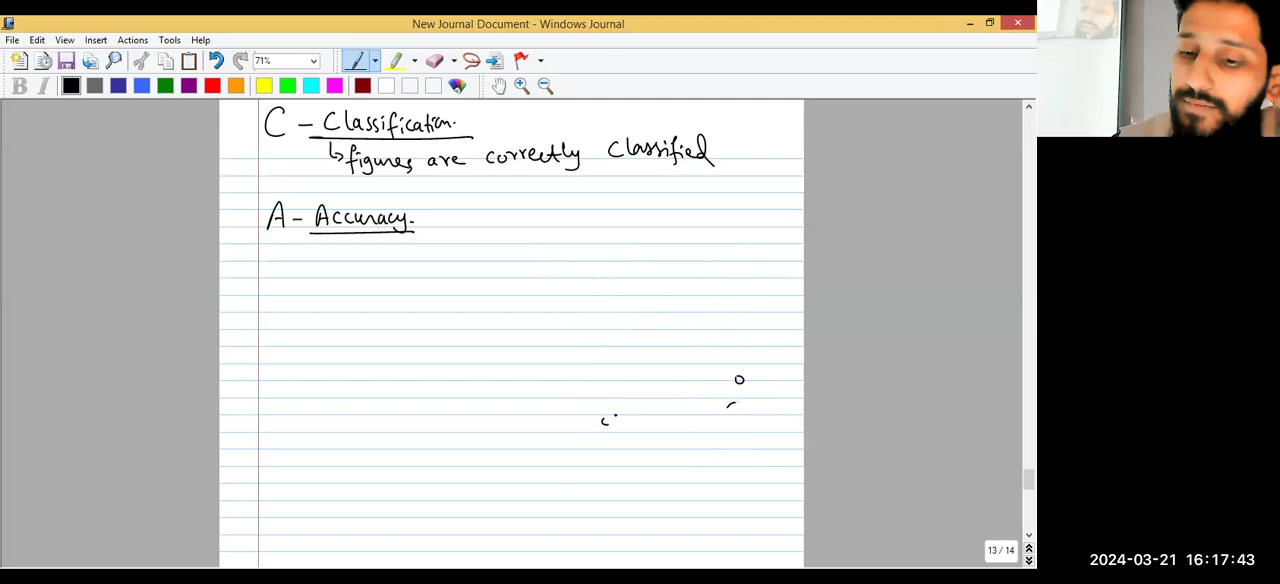 New Journal Document - Windows Journal
File Edit View Insert Actions Tools Help
71%
B I
C - Classification.
↳ figures are correctly classified
A - Accuracy.
13 / 14
2024-03-21 16:17:43